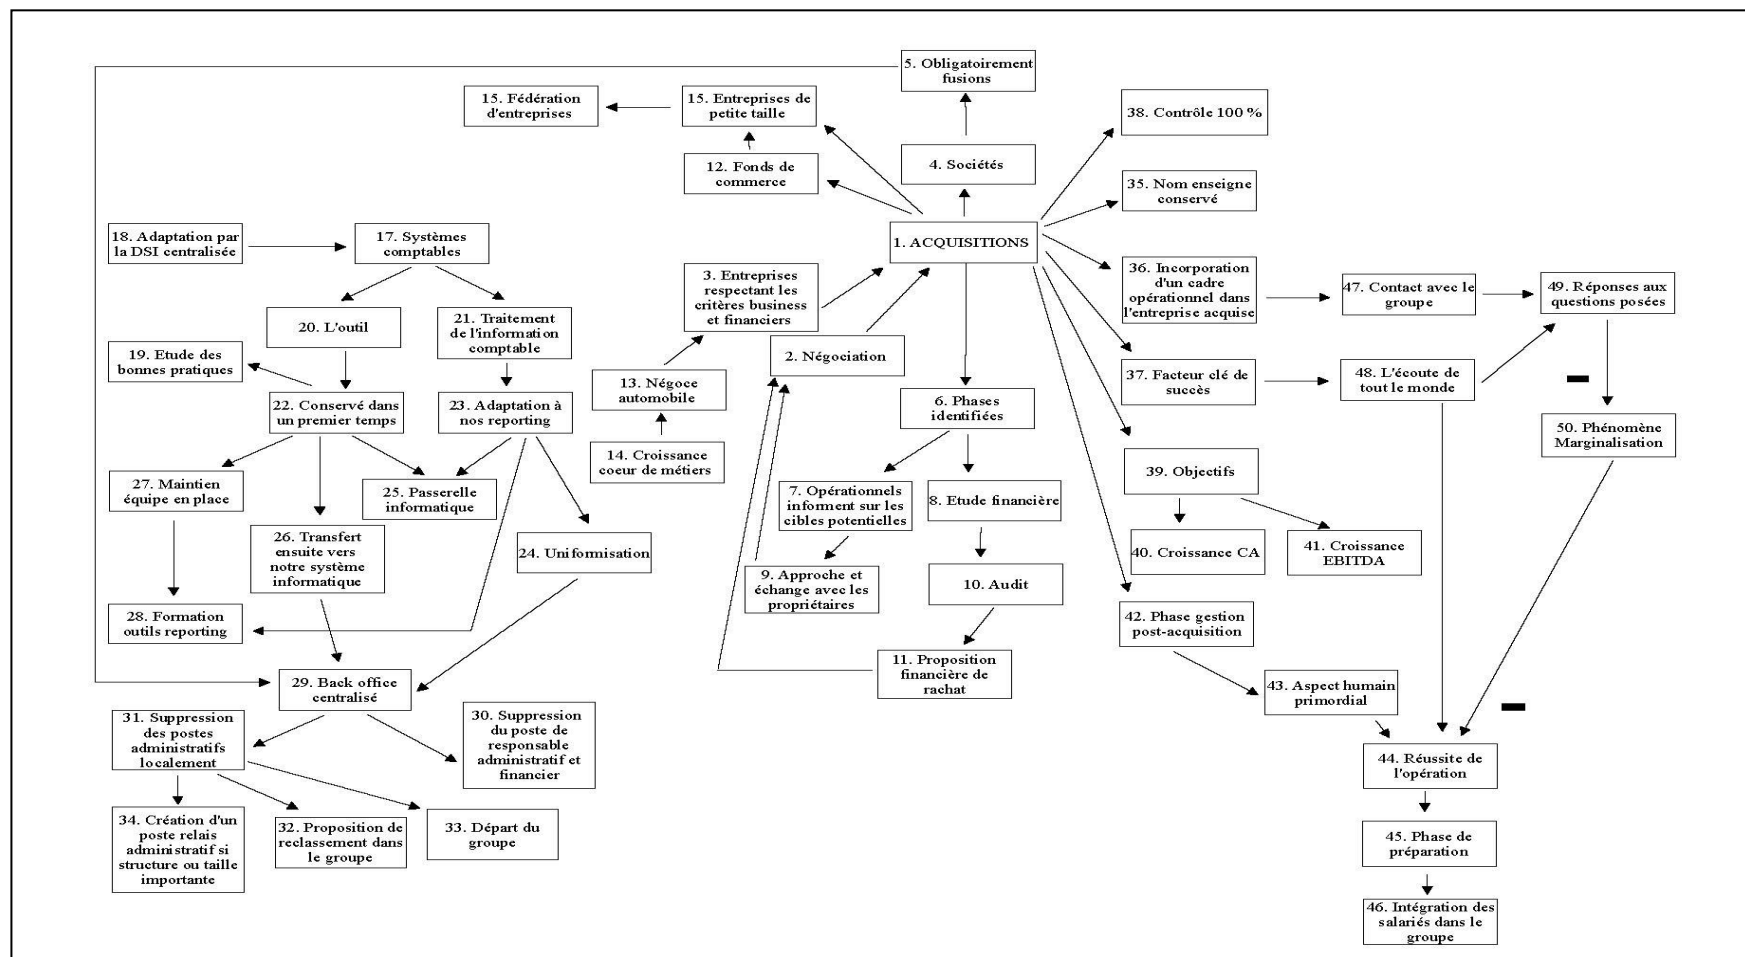 5. Obligatoirement
fusions
15. Fédération
d'entreprises
15. Entreprises de
petite taille
38. Contrôle 100 %
12. Fonds de
commerce
4. Sociétés
35. Nom enseigne
conservé
18. Adaptation par
la DSI centralisée
17. Systèmes
comptables
1. ACQUISITIONS
3. Entreprises
respectant les
critères business
et financiers
36. Incorporation
d'un cadre
opérationnel dans
l'entreprise acquise
47. Contact avec le
groupe
49. Réponses aux
questions posées
20. L'outil
21. Traitement
de l'information
comptable
19. Etude des
bonnes pratiques
2. Négociation
13. Négoce
automobile
37. Facteur clé de
succès
48. L'écoute de
tout le monde
22. Conservé dans
un premier temps
23. Adaptation à
nos reporting
6. Phases
identifiées
50. Phénomène
Marginalisation
14. Croissance
coeur de métiers
39. Objectifs
27. Maintien
équipe en place
25. Passerelle
informatique
7. Opérationnels
informent sur les
cibles potentielles
8. Etude financière
26. Transfert
ensuite vers
notre système
informatique
24. Uniformisation
40. Croissance CA
41. Croissance
EBITDA
9. Approche et
échange avec les
propriétaires
10. Audit
28. Formation
outils reporting
42. Phase gestion
post-acquisition
11. Proposition
financière de
rachat
29. Back office
centralisé
43. Aspect humain
primordial
31. Suppression
des postes
administratifs
localement
30. Suppression
du poste de
responsable
administratif et
financier
44. Réussite de
l'opération
34. Création d'un
poste relais
administratif si
structure ou taille
importante
32. Proposition de
reclassement dans
le groupe
33. Départ du
groupe
45. Phase de
préparation
46. Intégration des
salariés dans le
groupe